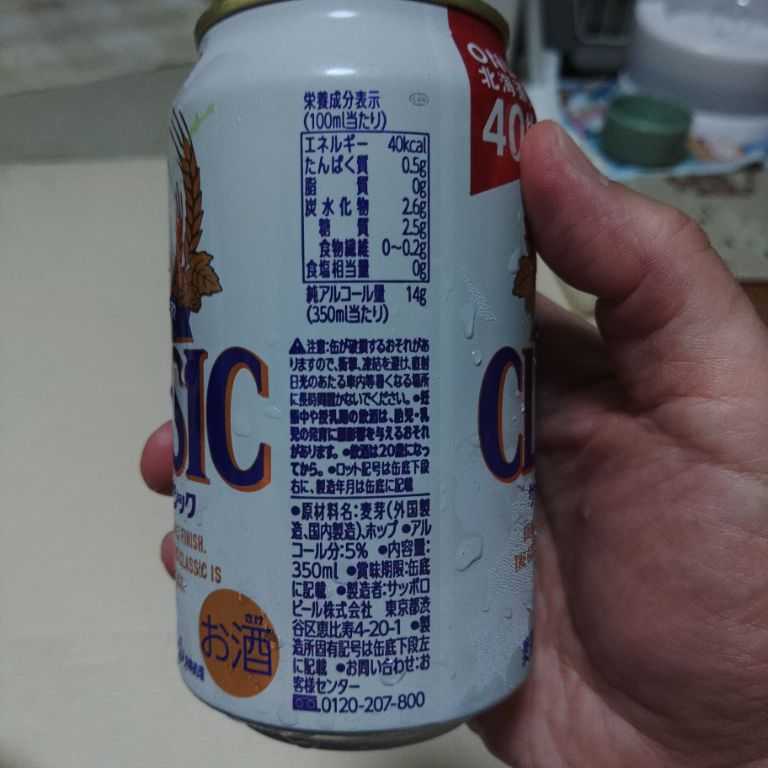 栄養成分表示
(100ml当たり)
エネルギー 40kcal
たんぱく質 0.5g
脂質 0g
炭水化物 2.6g
糖質 2.5g
食物繊維 0~0.2g
食塩相当量 0g
純アルコール量 14g
(350ml当たり)
注意:缶が破損するおそれがあ
りますので、衝撃、凍結を避け、直射
日光のあたる車内等暑くなる場所
に長時間置かないでください。●妊
娠中や授乳期の飲酒は、胎児・乳
児の発育に悪影響を与えるおそれ
があります。●飲酒は20歳になっ
てから。●ロット記号は缶底下段
右に、製造年月は缶底に記載
●原材料名:麦芽(外国製
造、国内製造)、ホップ ●アル
コール分:5% ●内容量:
350ml ●賞味期限:缶底
に記載 ●製造者:サッポロ
ビール株式会社 東京都渋
谷区恵比寿4-20-1 ●製
造所固有記号は缶底下段左
に記載 ●お問い合わせ:お
客様センター
0120-207-800
SIC
ック
FINISH.
CLASSIC IS
さけ
お酒
北海
40
CL